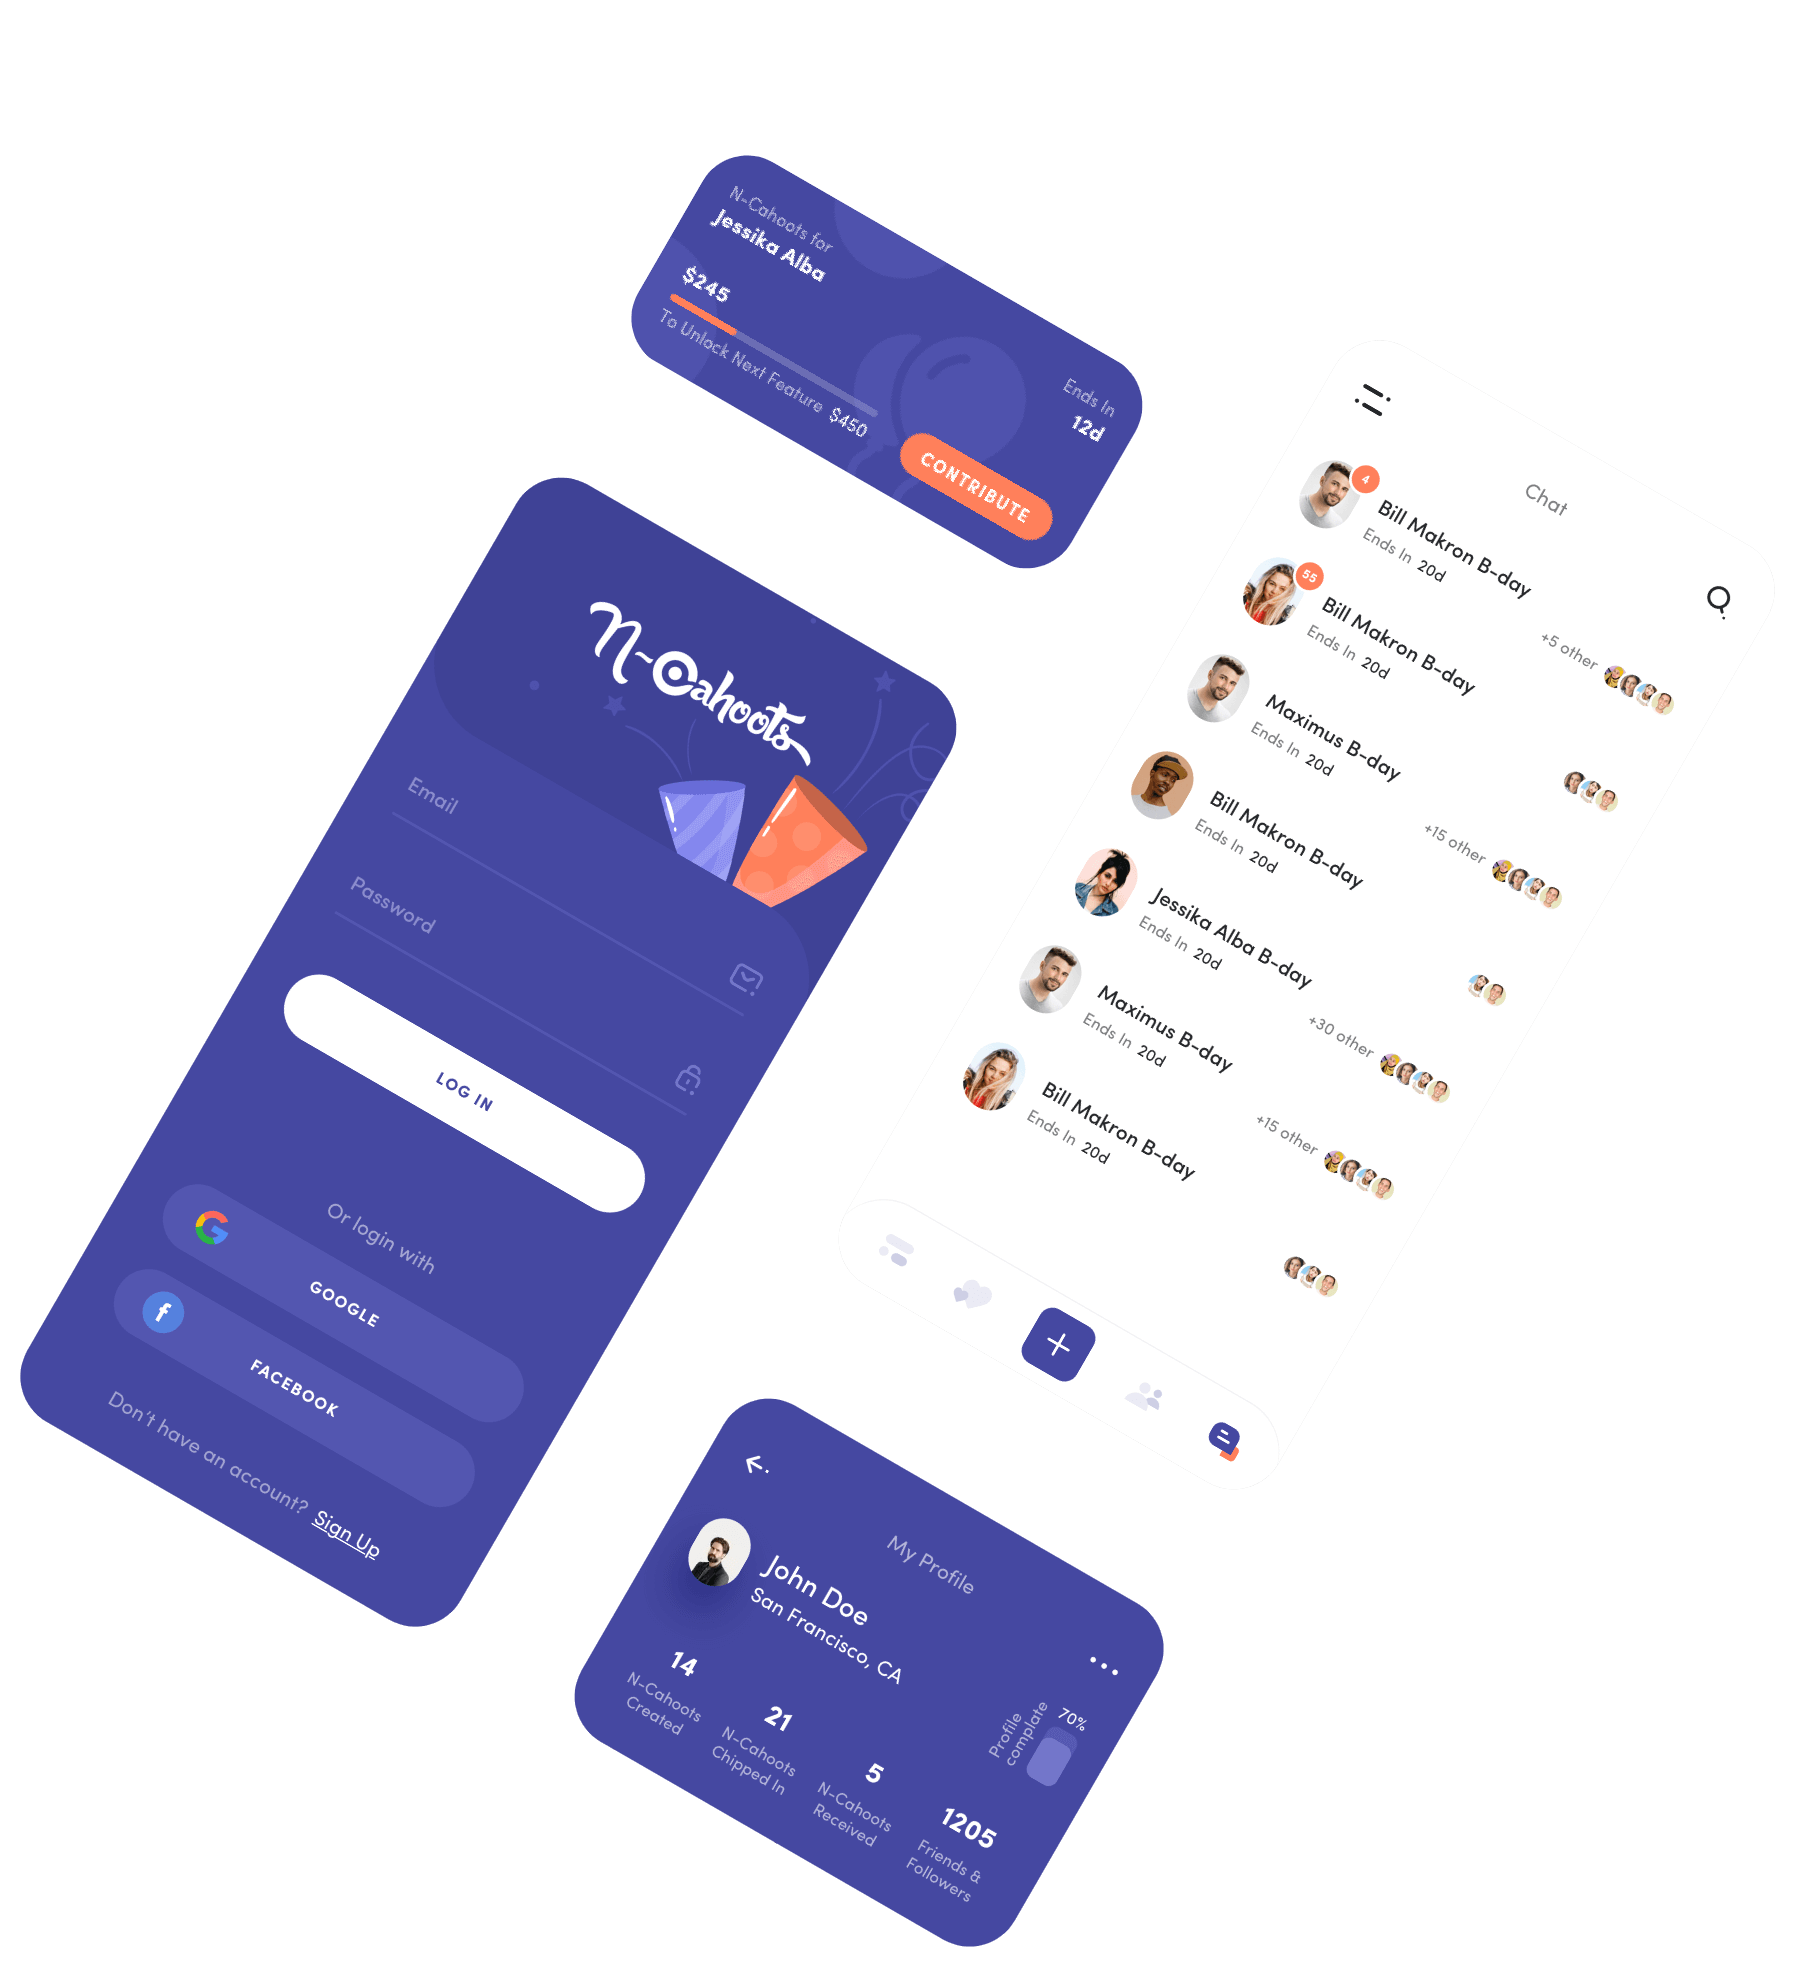 N-Cahoots for
Jessika Alba
$245
To Unlock Next Feature $450
Ends In
12d
CONTRIBUTE
N-Cahoots
Email
Password
LOG IN
Or login with
GOOGLE
FACEBOOK
Don't have an account? Sign Up
Chat
4
Bill Makron B-day
Ends In 20d
+5 other
55
Bill Makron B-day
Ends In 20d
Maximus B-day
Ends In 20d
+15 other
Bill Makron B-day
Ends In 20d
Jessika Alba B-day
Ends In 20d
+30 other
Maximus B-day
Ends In 20d
+15 other
Bill Makron B-day
Ends In 20d
My Profile
John Doe
San Francisco, CA
Profile
complate
70%
14
N-Cahoots
Created
21
N-Cahoots
Chipped In
5
N-Cahoots
Received
1205
Friends &
Followers